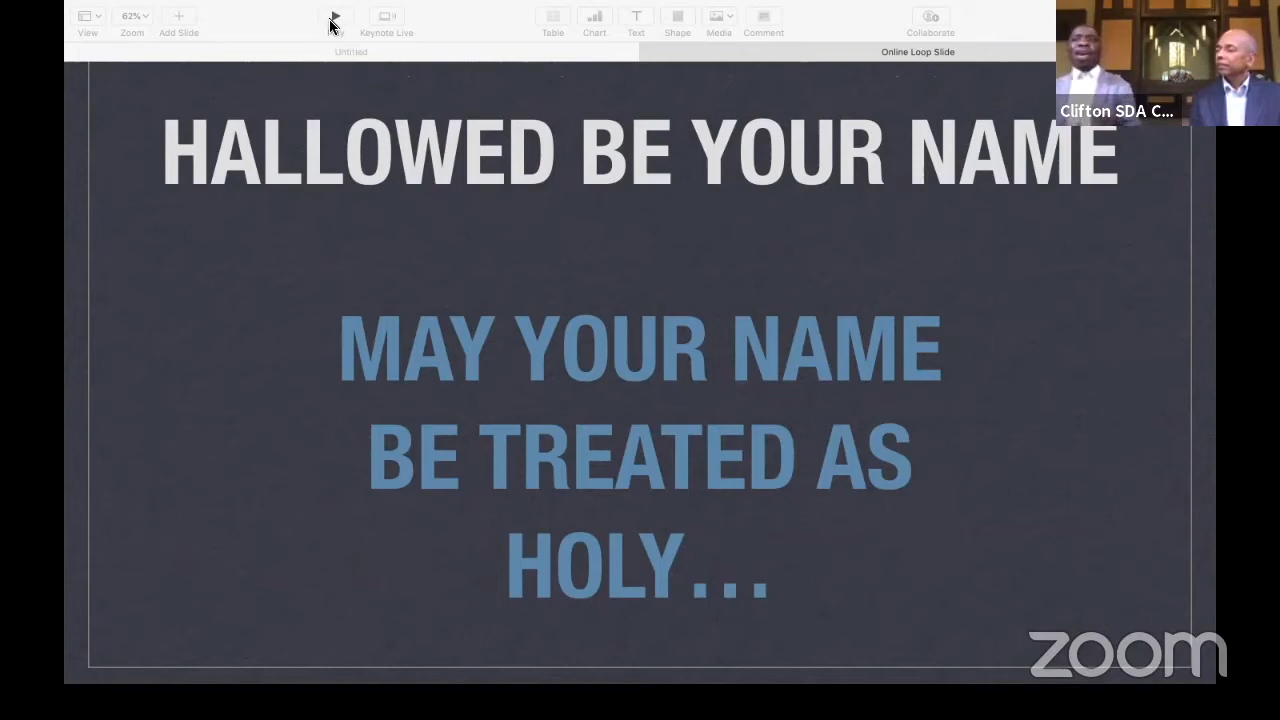 62%
View
Zoom
Add Slide
Keynote Live
Table
Chart
Text
Shape
Media
Comment
Collaborate
Untitled
Online Loop Slide
Clifton SDA C...
HALLOWED BE YOUR NAME
MAY YOUR NAME
BE TREATED AS
HOLY...
zoom